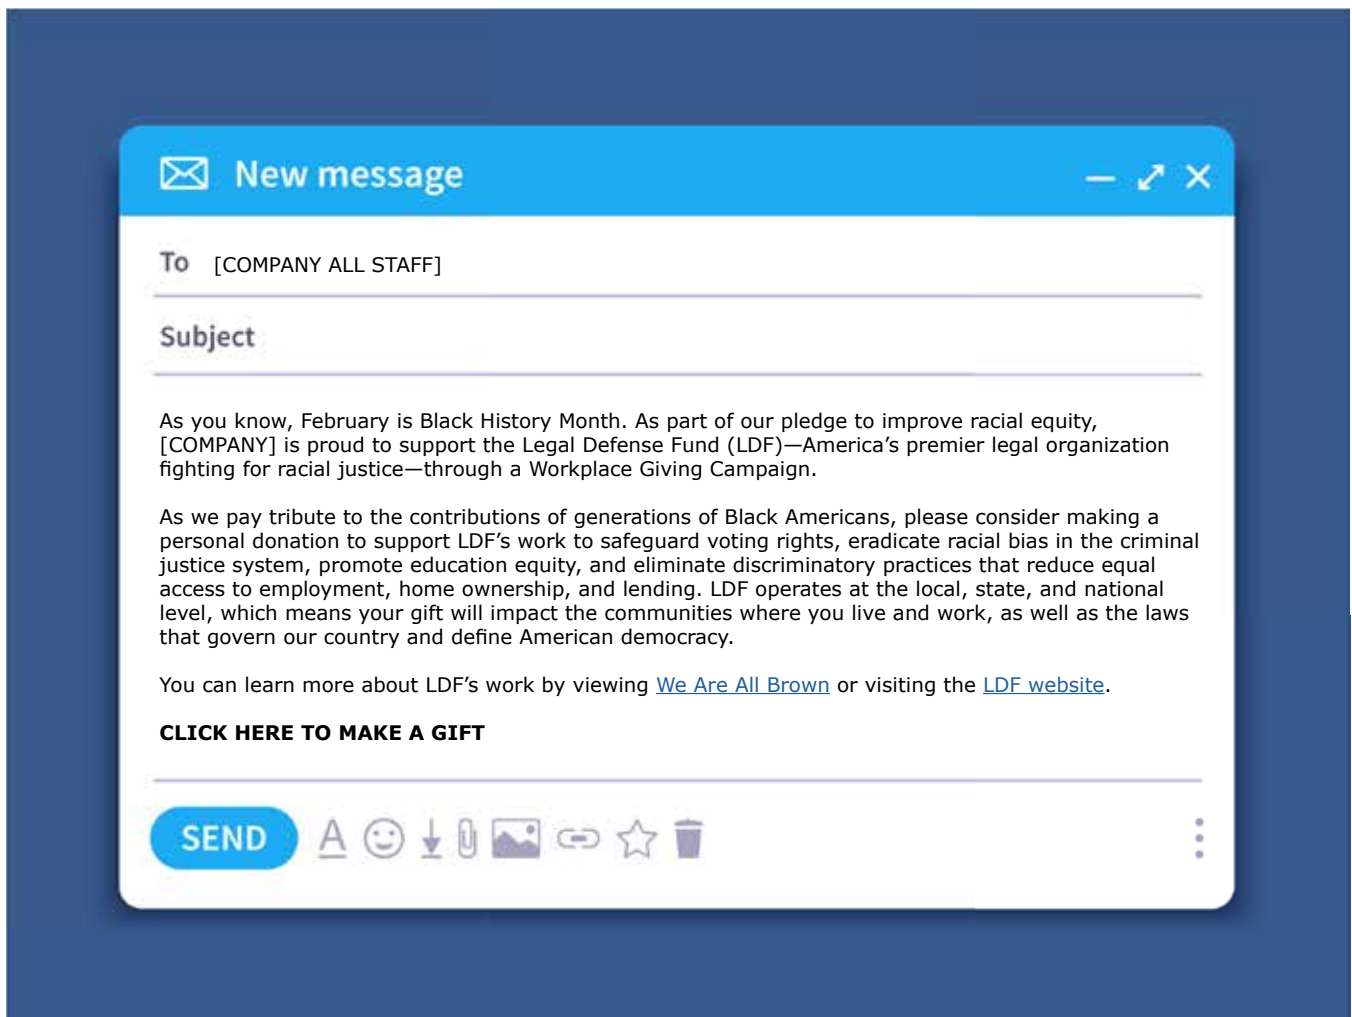 New message
To [COMPANY ALL STAFF]
Subject
As you know, February is Black History Month. As part of our pledge to improve racial equity,
[COMPANY] is proud to support the Legal Defense Fund (LDF)—America’s premier legal organization
fighting for racial justice—through a Workplace Giving Campaign.
As we pay tribute to the contributions of generations of Black Americans, please consider making a
personal donation to support LDF’s work to safeguard voting rights, eradicate racial bias in the criminal
justice system, promote education equity, and eliminate discriminatory practices that reduce equal
access to employment, home ownership, and lending. LDF operates at the local, state, and national
level, which means your gift will impact the communities where you live and work, as well as the laws
that govern our country and define American democracy.
You can learn more about LDF’s work by viewing We Are All Brown or visiting the LDF website.
CLICK HERE TO MAKE A GIFT
SEND A